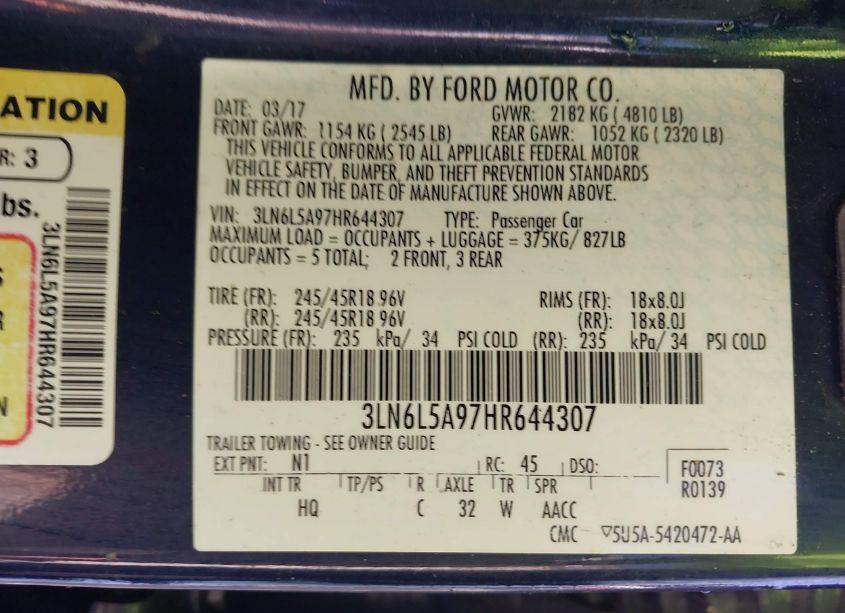 ATION
R: 3
bs.
S
R
N
3LN6L5A97HR644307
MFD. BY FORD MOTOR CO.
DATE: 03/17 GVWR: 2182 KG ( 4810 LB)
FRONT GAWR: 1154 KG ( 2545 LB) REAR GAWR: 1052 KG ( 2320 LB)
THIS VEHICLE CONFORMS TO ALL APPLICABLE FEDERAL MOTOR
VEHICLE SAFETY, BUMPER, AND THEFT PREVENTION STANDARDS
IN EFFECT ON THE DATE OF MANUFACTURE SHOWN ABOVE.
VIN: 3LN6L5A97HR644307 TYPE: Passenger Car
MAXIMUM LOAD = OCCUPANTS + LUGGAGE = 375KG/ 827LB
OCCUPANTS = 5 TOTAL; 2 FRONT, 3 REAR
TIRE (FR): 245/45R18 96V RIMS (FR): 18x8.0J
(RR): 245/45R18 96V (RR): 18x8.0J
PRESSURE (FR): 235 kPa/ 34 PSI COLD (RR): 235 kPa/ 34 PSI COLD
3LN6L5A97HR644307
TRAILER TOWING - SEE OWNER GUIDE
EXT PNT: N1 RC: 45 DSO: F0073
INT TR TP/PS R AXLE TR SPR R0139
HQ C 32 W AACC
CMC ▽5U5A-5420472-AA